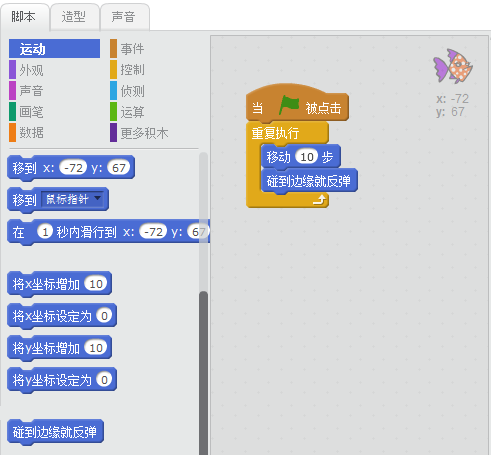 脚本 造型 声音
运动 事件
外观 控制
声音 侦测
画笔 运算
数据 更多积木
移到 x: -72 y: 67
移到 鼠标指针
在 1 秒内滑行到 x: -72 y: 67
将x坐标增加 10
将x坐标设定为 0
将y坐标增加 10
将y坐标设定为 0
碰到边缘就反弹
当 被点击
重复执行
移动 10 步
碰到边缘就反弹
x: -72
y: 67